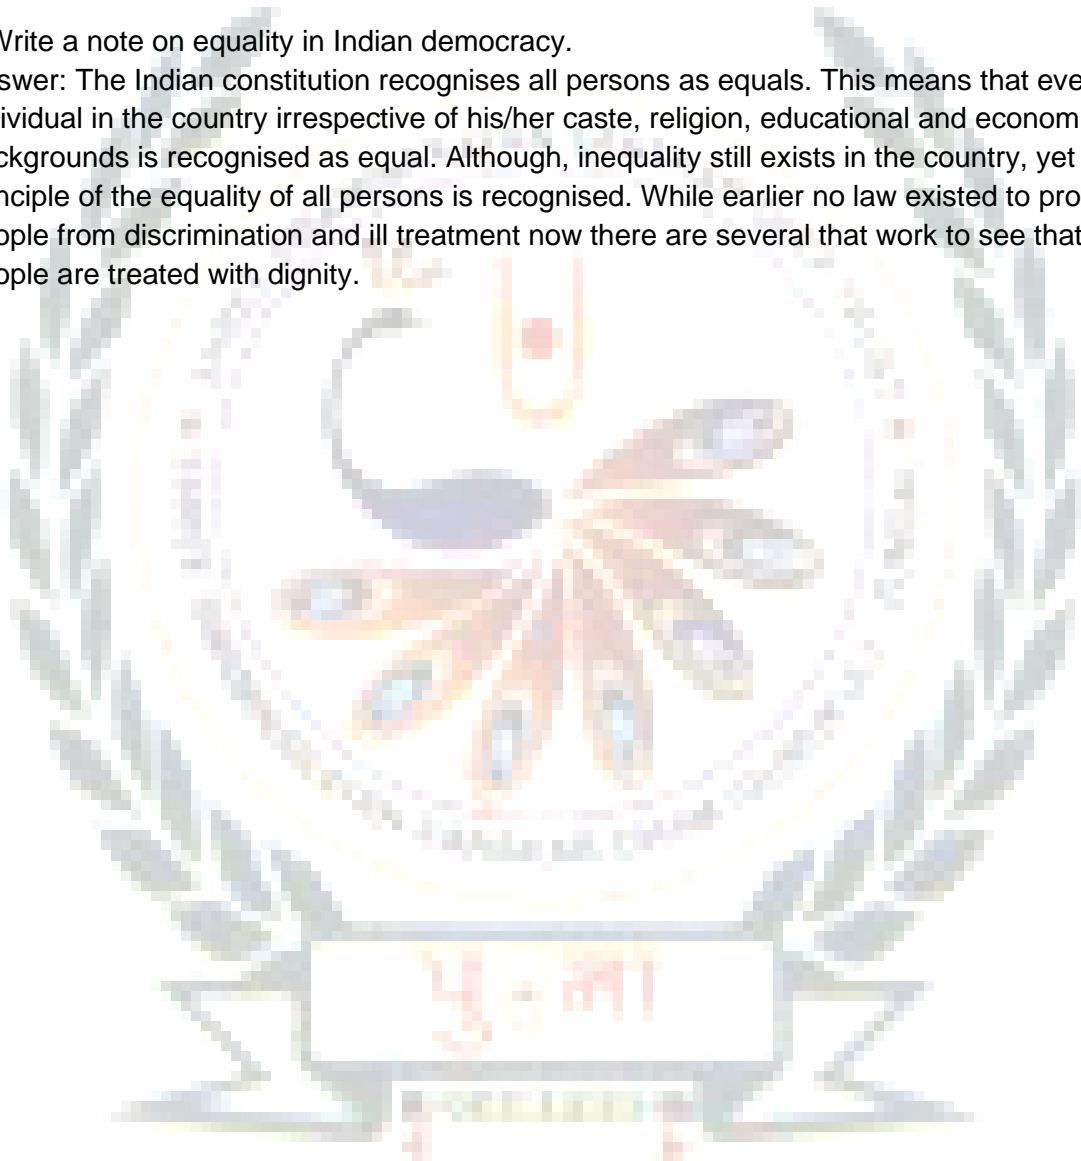 Write a note on equality in Indian democracy.
swer: The Indian constitution recognises all persons as equals. This means that eve
ividual in the country irrespective of his/her caste, religion, educational and econom
ckgrounds is recognised as equal. Although, inequality still exists in the country, yet
nciple of the equality of all persons is recognised. While earlier no law existed to pro
ople from discrimination and ill treatment now there are several that work to see that
ople are treated with dignity.